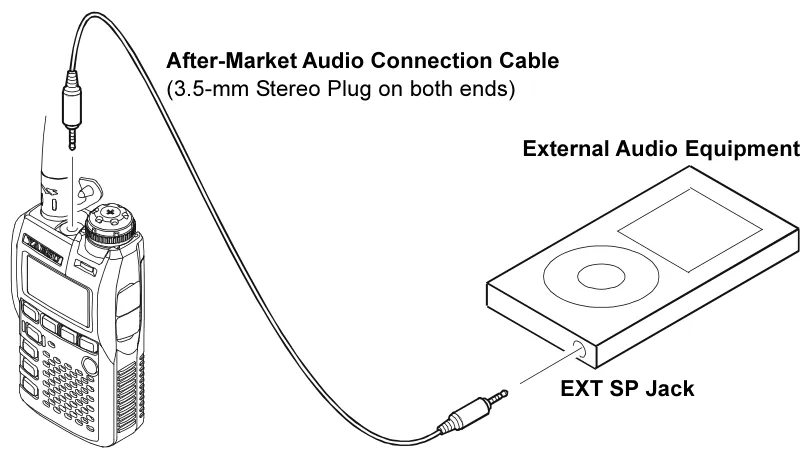 After-Market Audio Connection Cable
(3.5-mm Stereo Plug on both ends)
External Audio Equipment
YAESU
EXT SP Jack